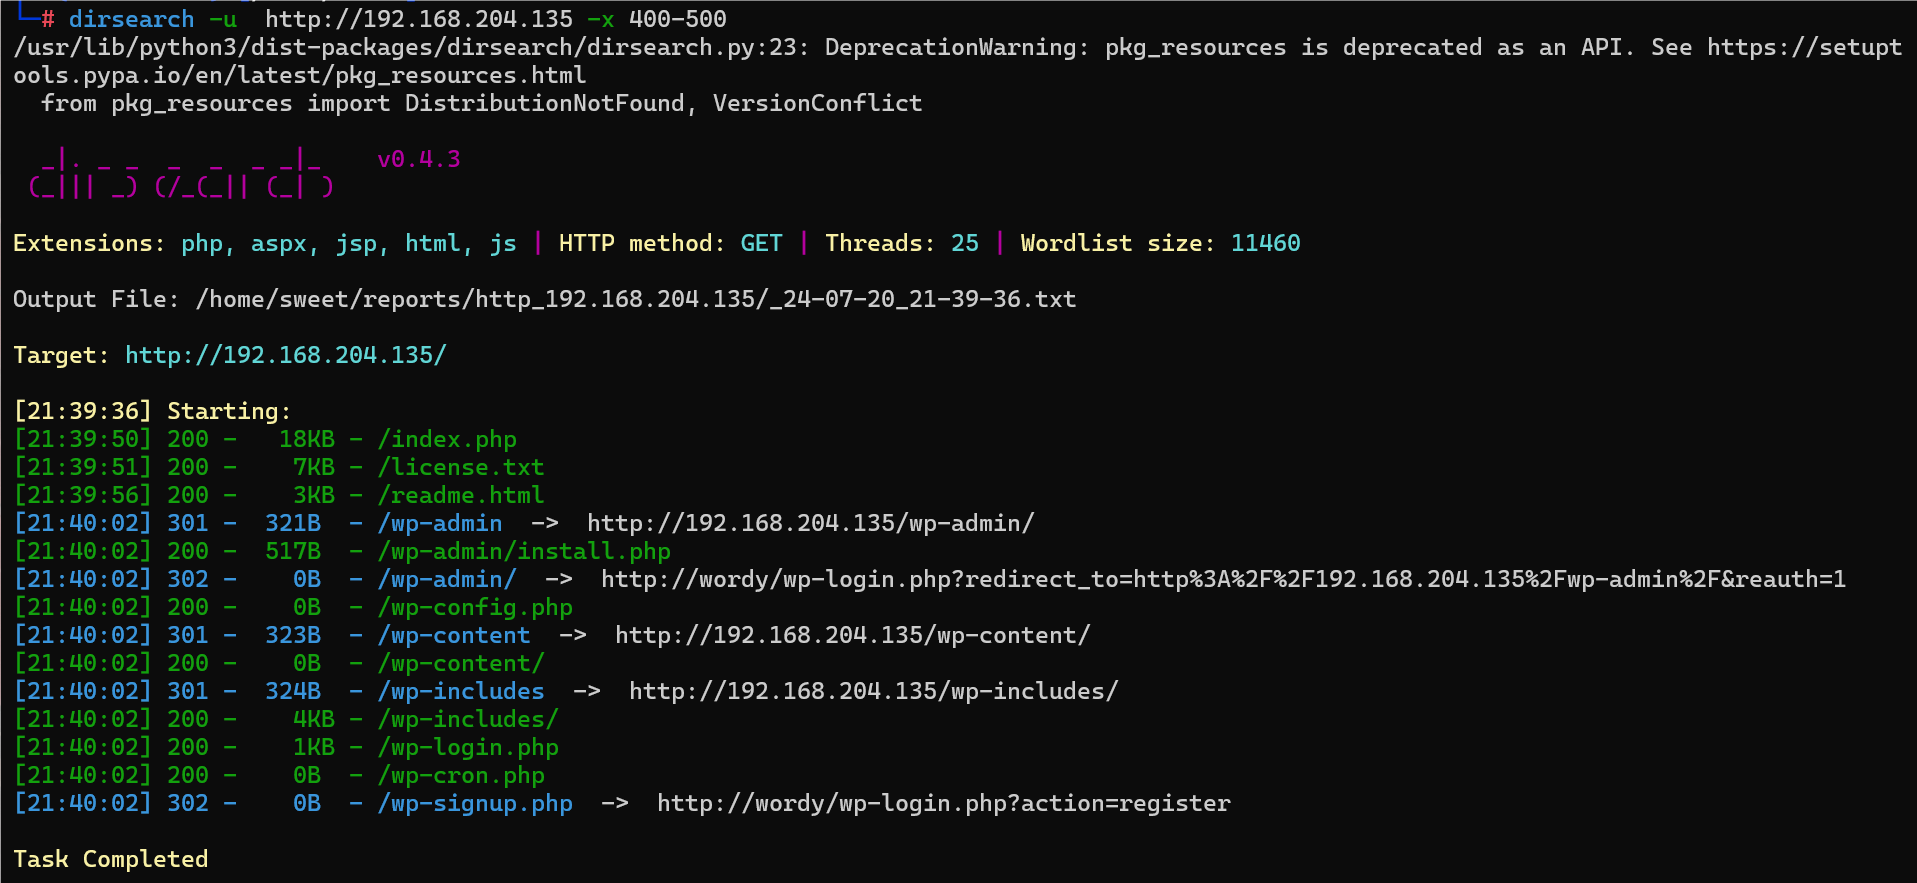 └─# dirsearch -u  http://192.168.204.135 -x 400-500
/usr/lib/python3/dist-packages/dirsearch/dirsearch.py:23: DeprecationWarning: pkg_resources is deprecated as an API. See https://setupt
ools.pypa.io/en/latest/pkg_resources.html
  from pkg_resources import DistributionNotFound, VersionConflict

  _|. _ _  _  _  _ _|_    v0.4.3
 (_||| _) (/_(_|| (_| )

Extensions: php, aspx, jsp, html, js | HTTP method: GET | Threads: 25 | Wordlist size: 11460

Output File: /home/sweet/reports/http_192.168.204.135/_24-07-20_21-39-36.txt

Target: http://192.168.204.135/

[21:39:36] Starting:
[21:39:50] 200 -   18KB - /index.php
[21:39:51] 200 -    7KB - /license.txt
[21:39:56] 200 -    3KB - /readme.html
[21:40:02] 301 -  321B  - /wp-admin  ->  http://192.168.204.135/wp-admin/
[21:40:02] 200 -  517B  - /wp-admin/install.php
[21:40:02] 302 -    0B  - /wp-admin/  ->  http://wordy/wp-login.php?redirect_to=http%3A%2F%2F192.168.204.135%2Fwp-admin%2F&reauth=1
[21:40:02] 200 -    0B  - /wp-config.php
[21:40:02] 301 -  323B  - /wp-content  ->  http://192.168.204.135/wp-content/
[21:40:02] 200 -    0B  - /wp-content/
[21:40:02] 301 -  324B  - /wp-includes  ->  http://192.168.204.135/wp-includes/
[21:40:02] 200 -    4KB - /wp-includes/
[21:40:02] 200 -    1KB - /wp-login.php
[21:40:02] 200 -    0B  - /wp-cron.php
[21:40:02] 302 -    0B  - /wp-signup.php  ->  http://wordy/wp-login.php?action=register

Task Completed